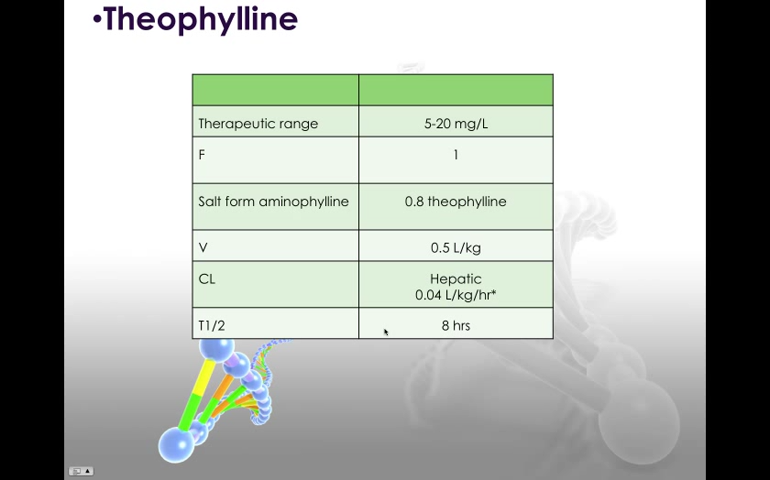 •Theophylline
Therapeutic range 5-20 mg/L
F 1
Salt form aminophylline 0.8 theophylline
V 0.5 L/kg
CL Hepatic
0.04 L/kg/hr*
T1/2 8 hrs